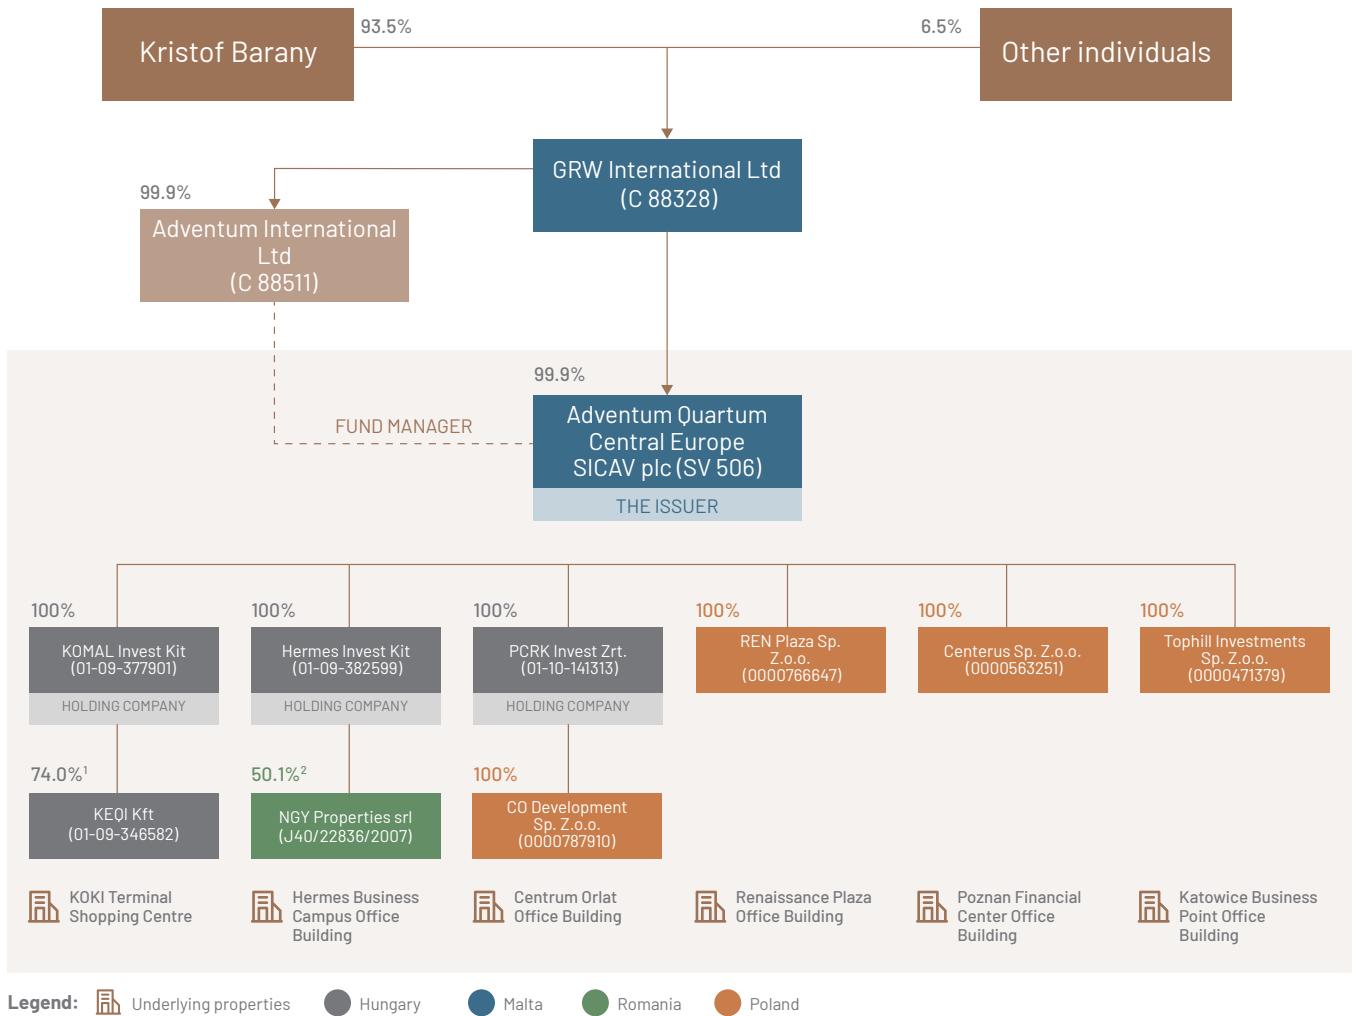 Kristof Barany
93.5%
6.5%
Other individuals
GRW International Ltd
(C 88328)
99.9%
Adventum International
Ltd
(C 88511)
FUND MANAGER
99.9%
Adventum Quartum
Central Europe
SICAV plc (SV 506)
THE ISSUER
100%
KOMAL Invest Kit
(01-09-377901)
HOLDING COMPANY
100%
Hermes Invest Kit
(01-09-382599)
HOLDING COMPANY
100%
PCRK Invest Zrt.
(01-10-141313)
HOLDING COMPANY
100%
REN Plaza Sp.
Z.o.o.
(0000766647)
100%
Centerus Sp. Z.o.o.
(0000563251)
100%
Tophill Investments
Sp. Z.o.o.
(0000471379)
74.0%¹
KEQI Kft
(01-09-346582)
50.1%²
NGY Properties srl
(J40/22836/2007)
100%
CO Development
Sp. Z.o.o.
(0000787910)
KOKI Terminal
Shopping Centre
Hermes Business
Campus Office
Building
Centrum Orlat
Office Building
Renaissance Plaza
Office Building
Poznan Financial
Center Office
Building
Katowice Business
Point Office
Building
Legend:
Underlying properties
Hungary
Malta
Romania
Poland